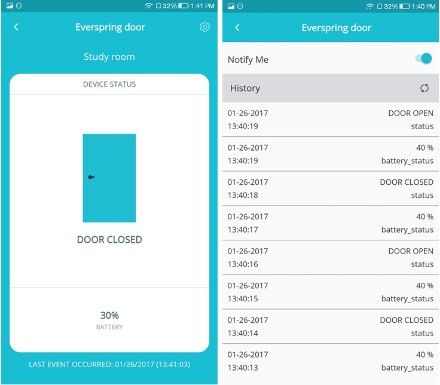 32% 1:41 PM
Everspring door
Study room
DEVICE STATUS
DOOR CLOSED
30%
BATTERY
LAST EVENT OCCURRED: 01/26/2017 (13:41:03)
32% 1:40 PM
Everspring door
Notify Me
History
01-26-2017 DOOR OPEN
13:40:19 status
01-26-2017 40 %
13:40:19 battery_status
01-26-2017 DOOR CLOSED
13:40:18 status
01-26-2017 40 %
13:40:17 battery_status
01-26-2017 DOOR OPEN
13:40:16 status
01-26-2017 40 %
13:40:15 battery_status
01-26-2017 DOOR CLOSED
13:40:14 status
01-26-2017 40 %
13:40:13 battery_status